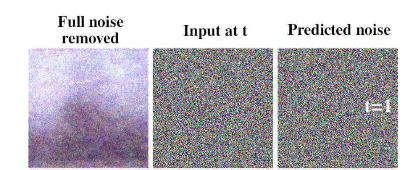 Full noise
removed
Input at t
Predicted noise
t=1